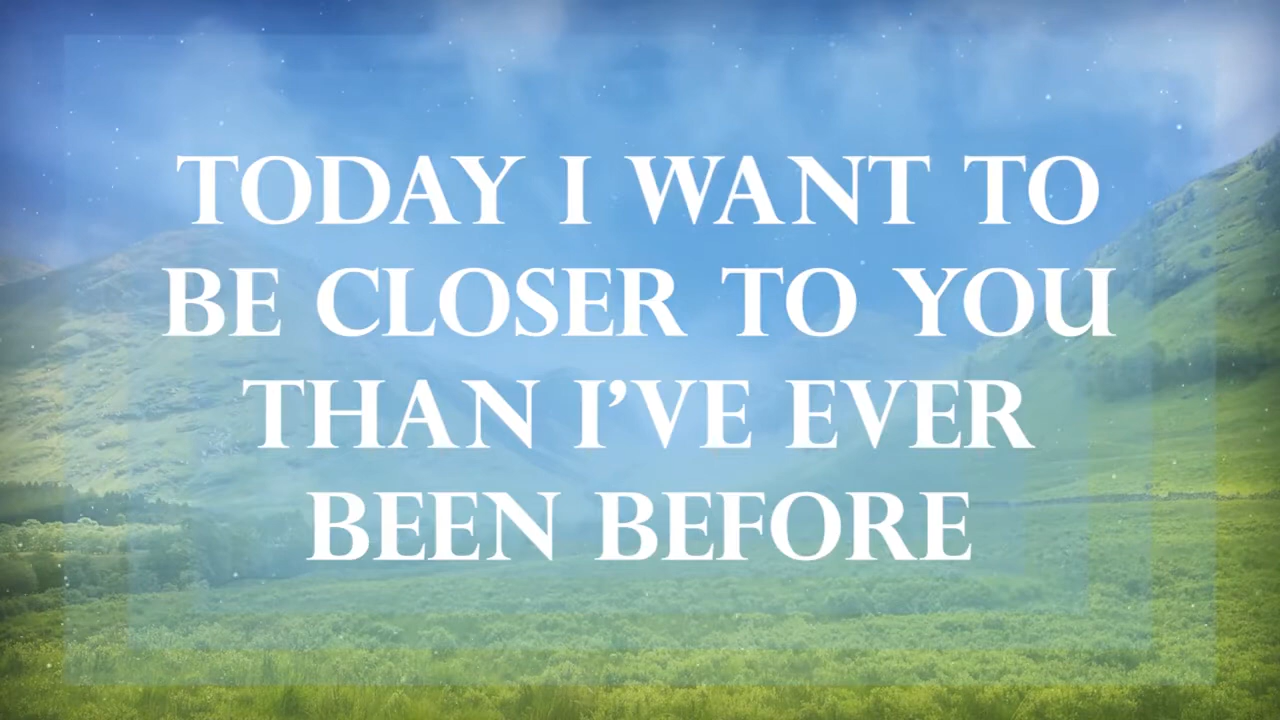 TODAY I WANT TO
BE CLOSER TO YOU
THAN I’VE EVER
BEEN BEFORE